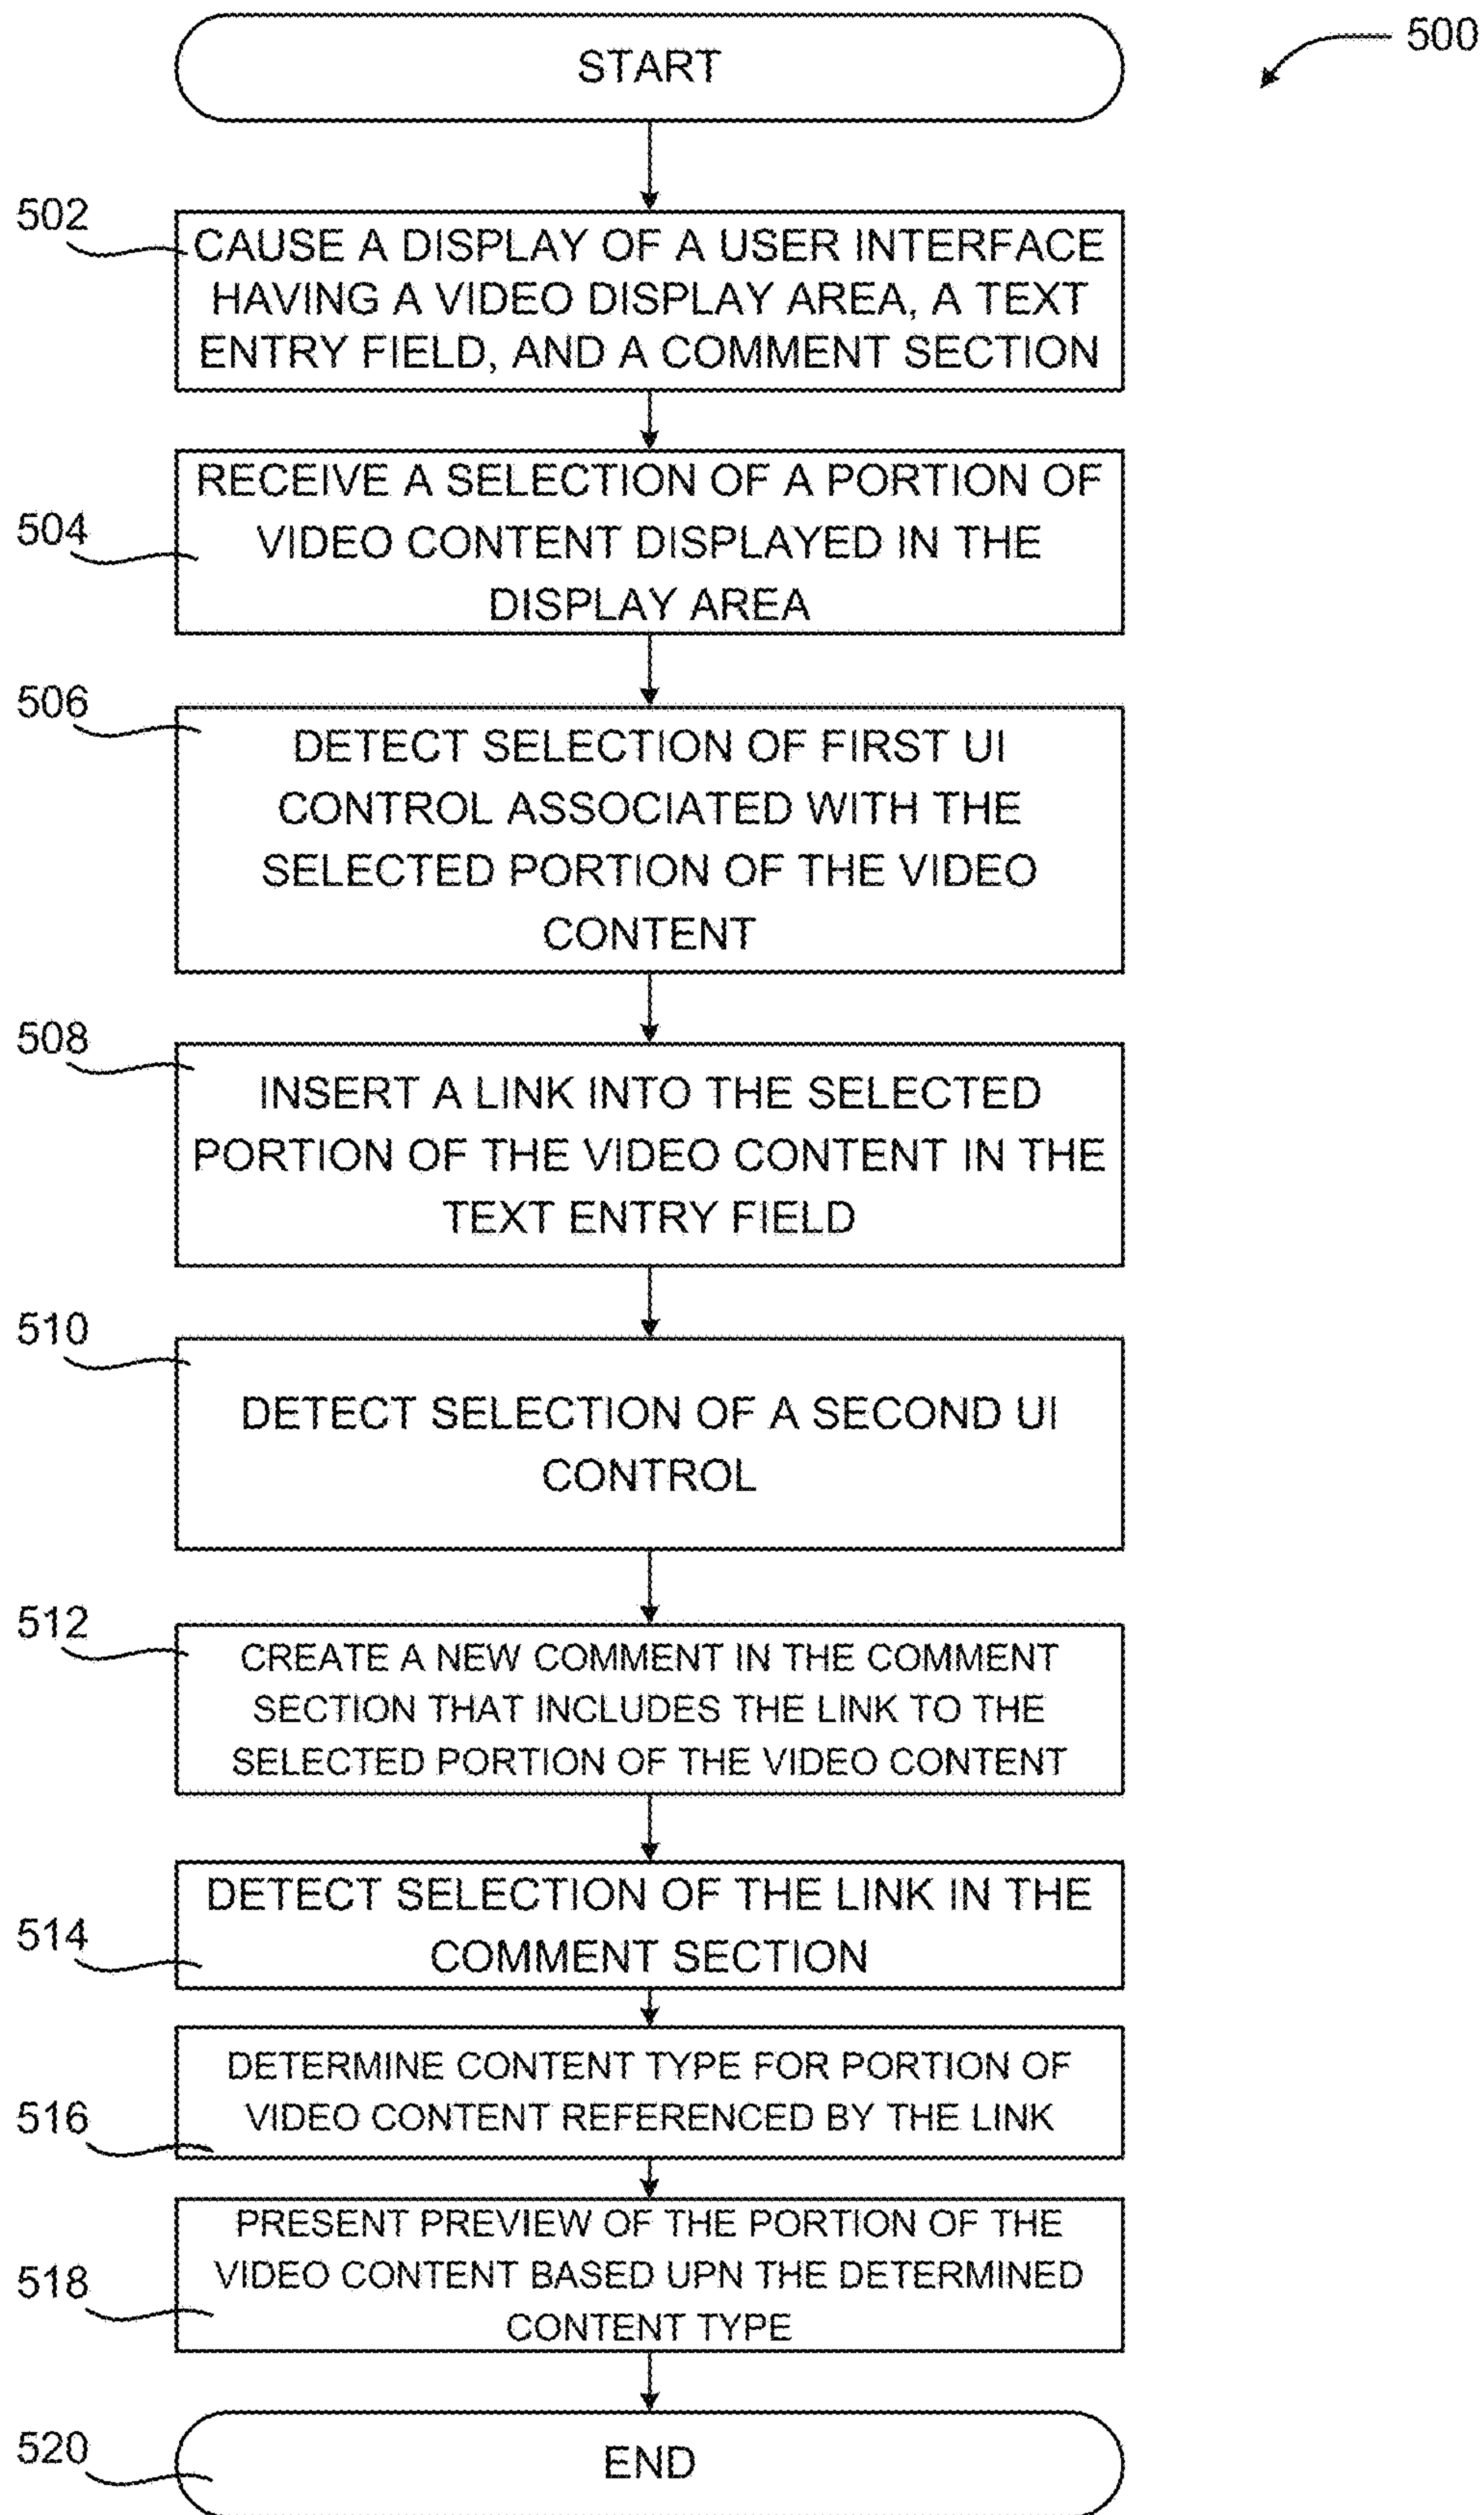 START
500
502
CAUSE A DISPLAY OF A USER INTERFACE
HAVING A VIDEO DISPLAY AREA, A TEXT
ENTRY FIELD, AND A COMMENT SECTION
504
RECEIVE A SELECTION OF A PORTION OF
VIDEO CONTENT DISPLAYED IN THE
DISPLAY AREA
506
DETECT SELECTION OF FIRST UI
CONTROL ASSOCIATED WITH THE
SELECTED PORTION OF THE VIDEO
CONTENT
508
INSERT A LINK INTO THE SELECTED
PORTION OF THE VIDEO CONTENT IN THE
TEXT ENTRY FIELD
510
DETECT SELECTION OF A SECOND UI
CONTROL
512
CREATE A NEW COMMENT IN THE COMMENT
SECTION THAT INCLUDES THE LINK TO THE
SELECTED PORTION OF THE VIDEO CONTENT
514
DETECT SELECTION OF THE LINK IN THE
COMMENT SECTION
516
DETERMINE CONTENT TYPE FOR PORTION OF
VIDEO CONTENT REFERENCED BY THE LINK
518
PRESENT PREVIEW OF THE PORTION OF THE
VIDEO CONTENT BASED UPN THE DETERMINED
CONTENT TYPE
520
END